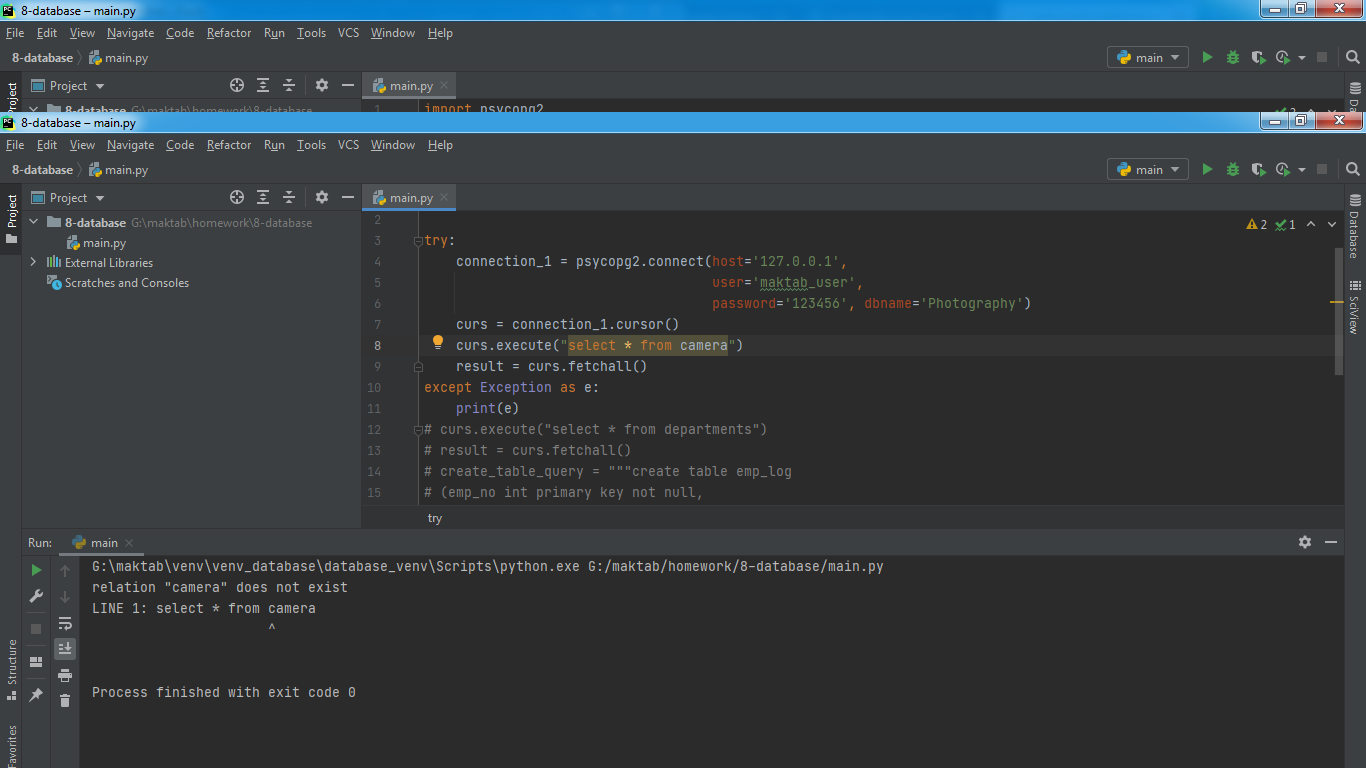 8-database – main.py
File Edit View Navigate Code Refactor Run Tools VCS Window Help
8-database main.py main
Project main.py
Project
8-database G:\maktab\homework\8-database
1 import psycopg2
8-database – main.py
File Edit View Navigate Code Refactor Run Tools VCS Window Help
8-database main.py main
Project main.py
Project
8-database G:\maktab\homework\8-database
main.py
External Libraries
Scratches and Consoles
2
2 1
3 try:
4 connection_1 = psycopg2.connect(host='127.0.0.1',
5 user='maktab_user',
6 password='123456', dbname='Photography')
7 curs = connection_1.cursor()
8 curs.execute("select * from camera")
9 result = curs.fetchall()
10 except Exception as e:
11 print(e)
12 # curs.execute("select * from departments")
13 # result = curs.fetchall()
14 # create_table_query = """create table emp_log
15 # (emp_no int primary key not null,
try
Database
SciView
Run: main
G:\maktab\venv\venv_database\database_venv\Scripts\python.exe G:/maktab/homework/8-database/main.py
relation "camera" does not exist
LINE 1: select * from camera
^
Process finished with exit code 0
Structure
Favorites